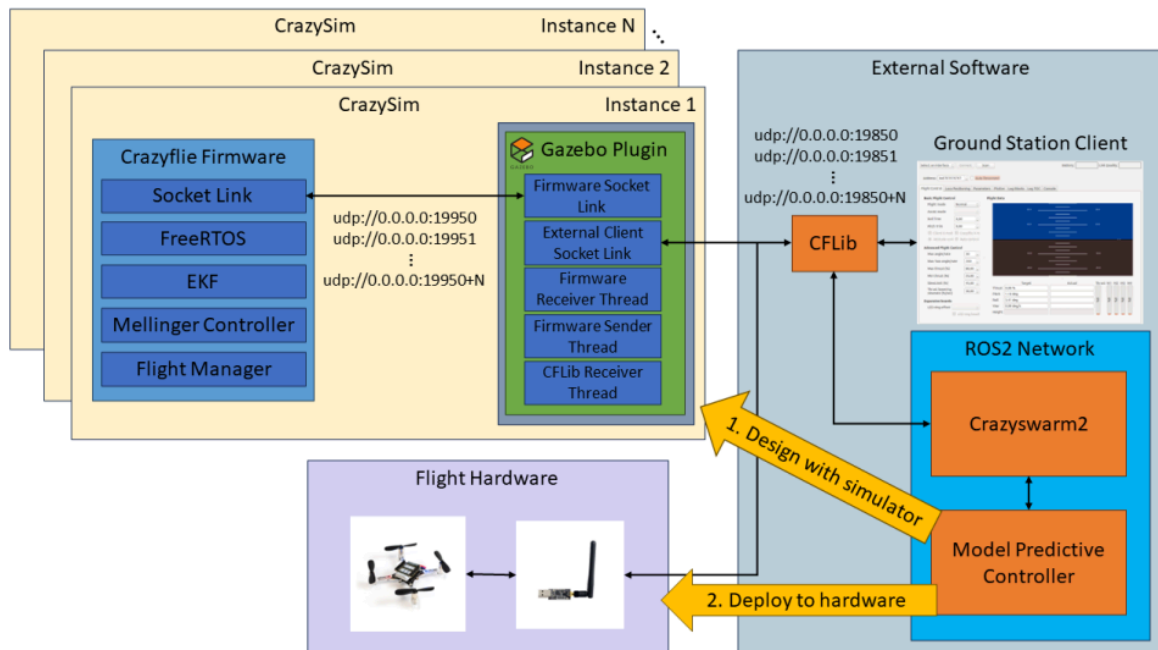 CrazySim
Instance N
CrazySim
Instance 2
CrazySim
Instance 1
Crazyflie Firmware
Socket Link
FreeRTOS
EKF
Mellinger Controller
Flight Manager
udp://0.0.0.0:19950
udp://0.0.0.0:19951
⋮
udp://0.0.0.0:19950+N
GAZEBO
Gazebo Plugin
Firmware Socket
Link
External Client
Socket Link
Firmware
Receiver Thread
Firmware Sender
Thread
CFLib Receiver
Thread
External Software
udp://0.0.0.0:19850
udp://0.0.0.0:19851
⋮
udp://0.0.0.0:19850+N
CFLib
Ground Station Client
ROS2 Network
Crazyswarm2
Model Predictive
Controller
1. Design with simulator
2. Deploy to hardware
Flight Hardware